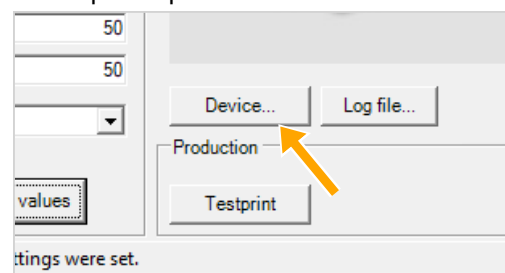 50
50
Device... Log file...
Production
values Testprint
ttings were set.